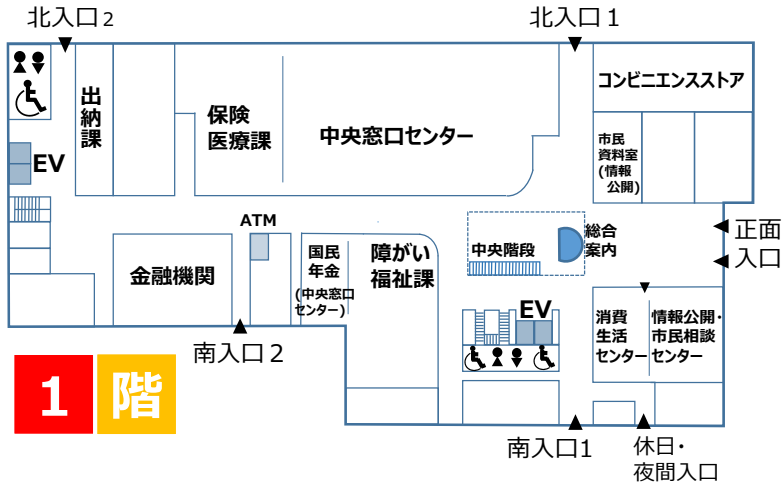 北入口2
北入口1
出
納
課
保険
医療課
中央窓口センター
コンビニエンスストア
市民
資料室
(情報
公開)
EV
ATM
国民
年金
(中央窓口
センター)
障がい
福祉課
金融機関
中央階段
総合
案内
正面
入口
EV
消費
生活
センター
情報公開・
市民相談
センター
南入口2
1階
南入口1
休日・
夜間入口